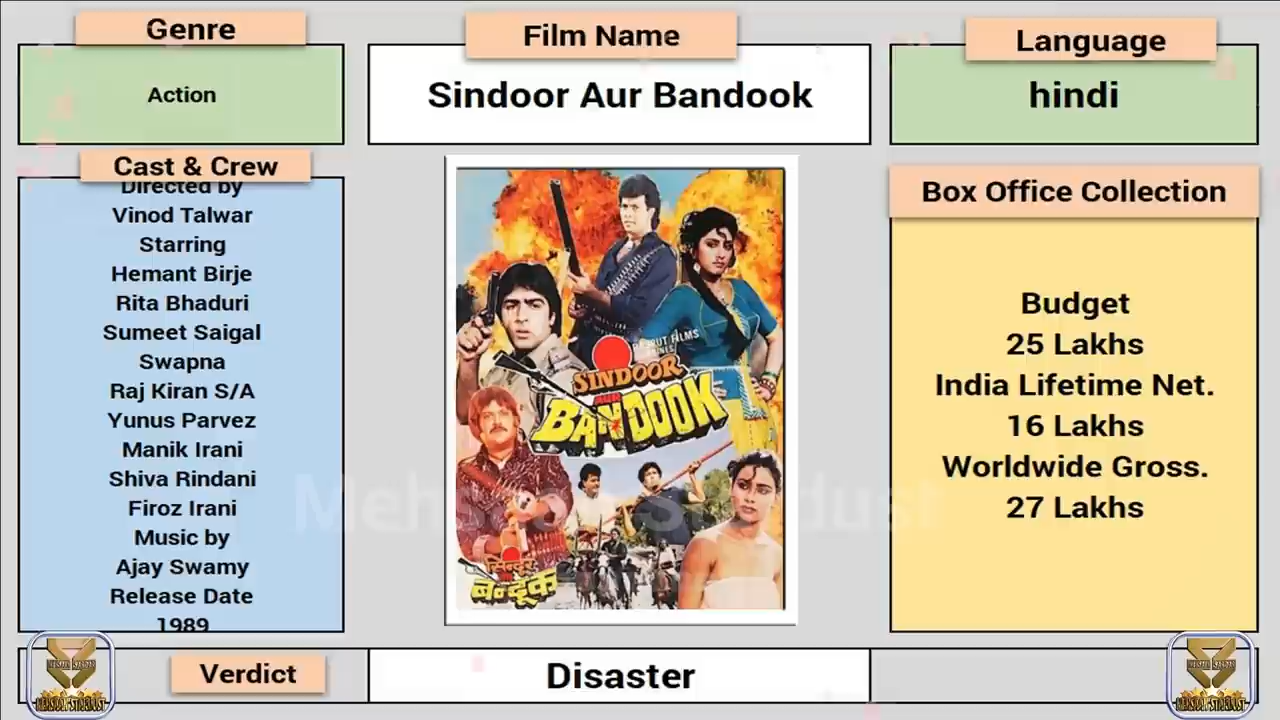 Genre
Film Name
Language
Action
Sindoor Aur Bandook
hindi
Cast & Crew
Directed by
Vinod Talwar
Starring
Hemant Birje
Rita Bhaduri
Sumeet Saigal
Swapna
Raj Kiran S/A
Yunus Parvez
Manik Irani
Shiva Rindani
Firoz Irani
Music by
Ajay Swamy
Release Date
1989
SINDOOR
AUR
BANDOOK
सिन्दूर
बन्दूक
Box Office Collection
Budget
25 Lakhs
India Lifetime Net.
16 Lakhs
Worldwide Gross.
27 Lakhs
Verdict
Disaster